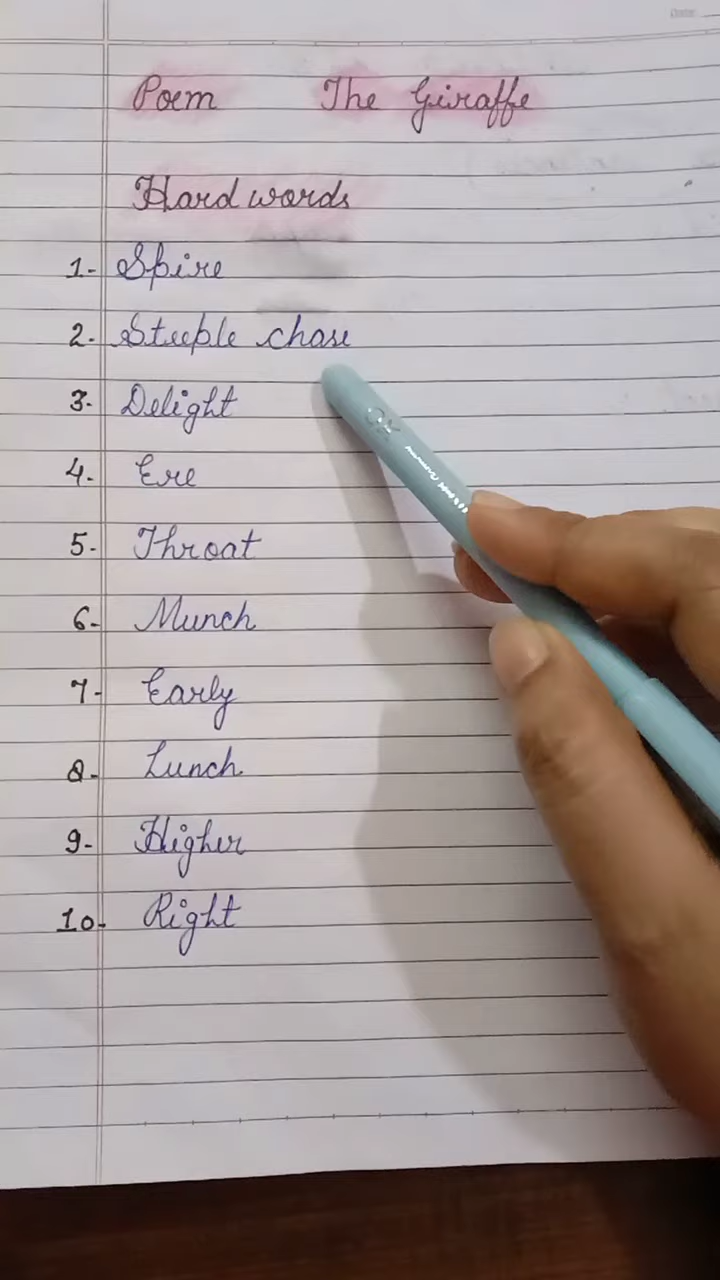 Poem The Giraffe
Hard words
1- Spire
2- Steeple chase
3- Delight
4- Ere
5- Throat
6- Munch
7- Early
8- Lunch
9- Higher
10- Right